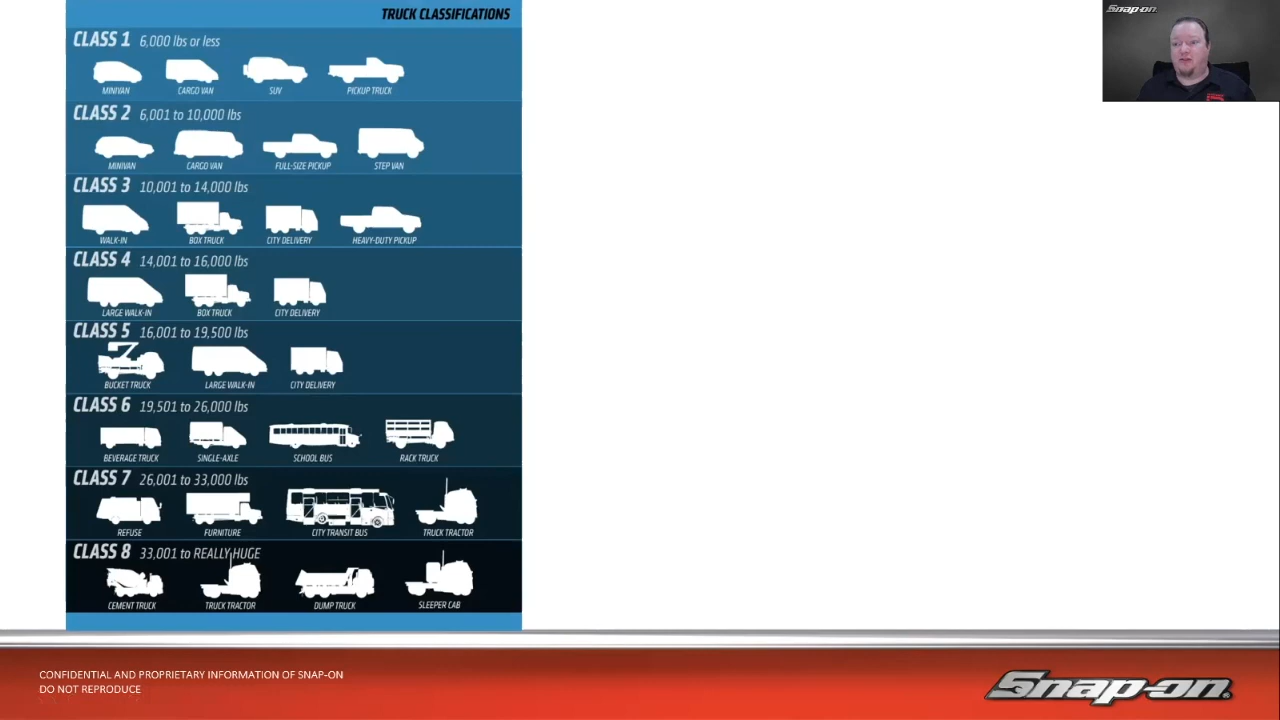 TRUCK CLASSIFICATIONS
CLASS 1 6,000 lbs or less
MINIVAN CARGO VAN SUV PICKUP TRUCK
CLASS 2 6,001 to 10,000 lbs
MINIVAN CARGO VAN FULL-SIZE PICKUP STEP VAN
CLASS 3 10,001 to 14,000 lbs
WALK-IN BOX TRUCK CITY DELIVERY HEAVY-DUTY PICKUP
CLASS 4 14,001 to 16,000 lbs
LARGE WALK-IN BOX TRUCK CITY DELIVERY
CLASS 5 16,001 to 19,500 lbs
BUCKET TRUCK LARGE WALK-IN CITY DELIVERY
CLASS 6 19,501 to 26,000 lbs
BEVERAGE TRUCK SINGLE-AXLE SCHOOL BUS RACK TRUCK
CLASS 7 26,001 to 33,000 lbs
REFUSE FURNITURE CITY TRANSIT BUS TRUCK TRACTOR
CLASS 8 33,001 to REALLY HUGE
CEMENT TRUCK TRUCK TRACTOR DUMP TRUCK SLEEPER CAB
Snap-on
CONFIDENTIAL AND PROPRIETARY INFORMATION OF SNAP-ON
DO NOT REPRODUCE
Snap-on